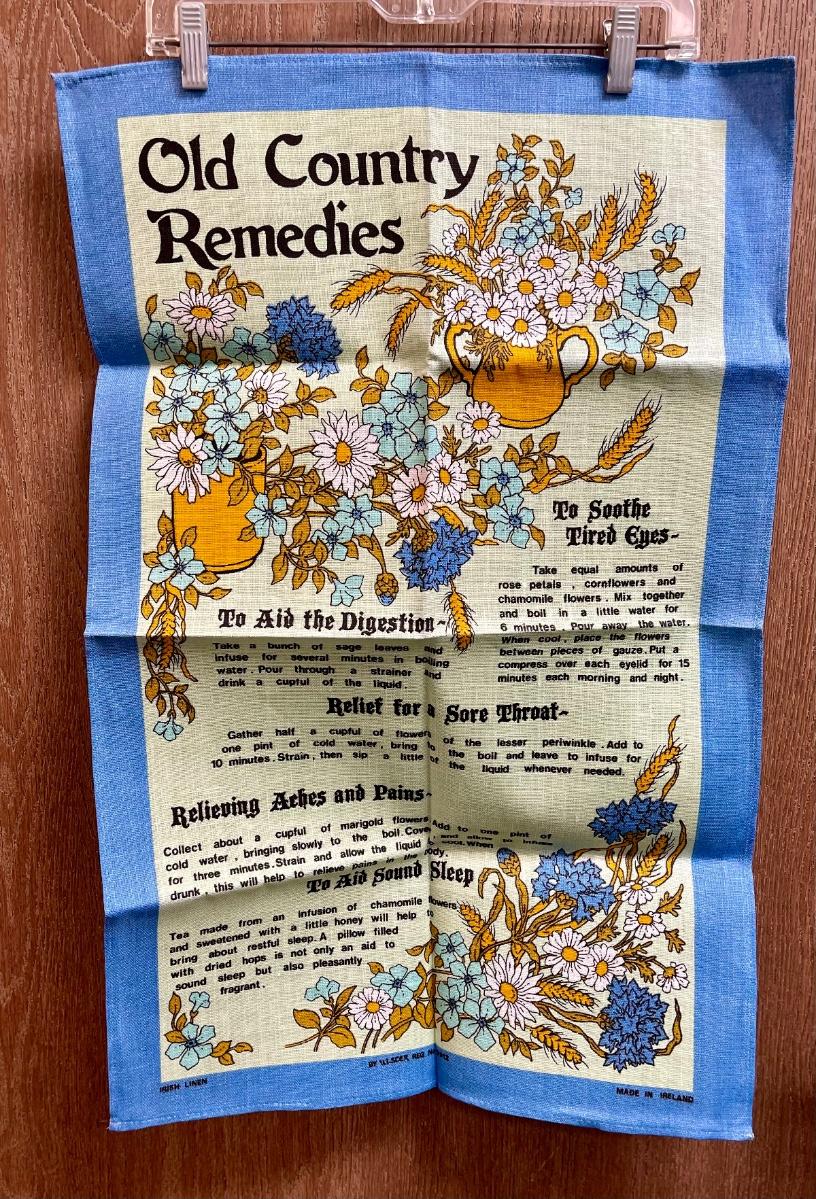 Old Country
Remedies
To Soothe
Tired Eyes~
Take equal amounts of
rose petals , cornflowers and
chamomile flowers . Mix together
and boil in a little water for
6 minutes . Pour away the water.
When cool , place the flowers
between pieces of gauze. Put a
compress over each eyelid for 15
minutes each morning and night.
To Aid the Digestion~
Take a bunch of sage leaves and
infuse for several minutes in boiling
water. Pour through a strainer and
drink a cupful of the liquid.
Relief for a Sore Throat~
Gather half a cupful of flowers of the lesser periwinkle . Add to
one pint of cold water , bring to the boil and leave to infuse for
10 minutes. Strain , then sip a little of the liquid whenever needed.
Relieving Aches and Pains~
Collect about a cupful of marigold flowers. Add to one pint of
cold water , bringing slowly to the boil. Cover and allow to infuse
for three minutes. Strain and allow the liquid to cool. When
drunk , this will help to relieve pains in the body.
To Aid Sound Sleep
Tea made from an infusion of chamomile flowers
and sweetened with a little honey will help to
bring about restful sleep. A pillow filled
with dried hops is not only an aid to
sound sleep but also pleasantly
fragrant.
IRISH LINEN
BY ULSTER REG
MADE IN IRELAND